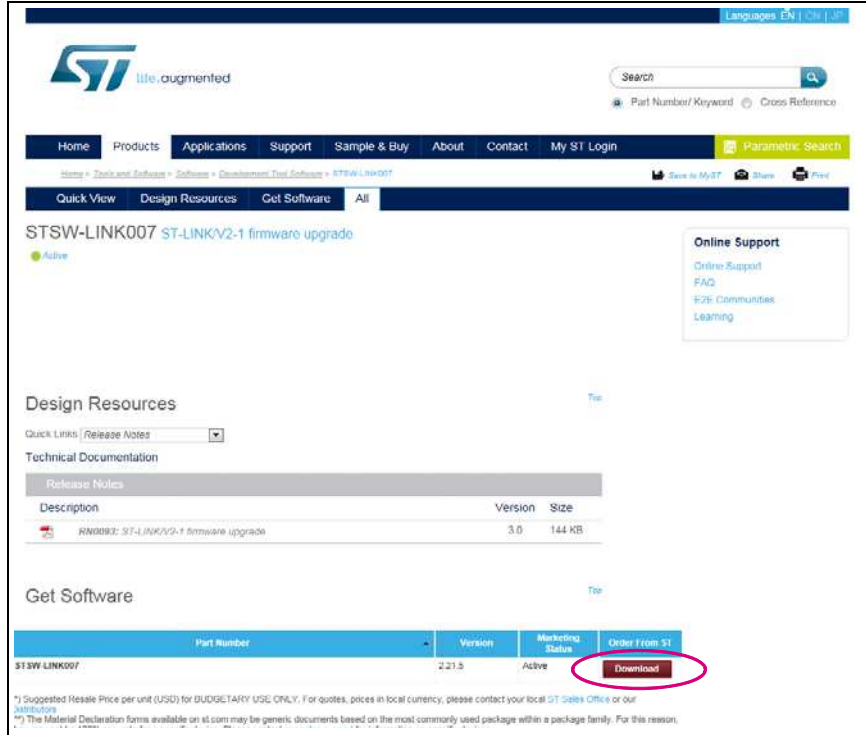 Languages EN | CN | JP
ST life.augmented
Search
Part Number/ Keyword Cross Reference
Home Products Applications Support Sample & Buy About Contact My ST Login Parametric Search
Home > Tools and Software > Software > Development Tool Software > STSW-LINK007 Save to MyST Share Print
Quick View Design Resources Get Software All
STSW-LINK007 ST-LINK/V2-1 firmware upgrade
Active
Online Support
Online Support
FAQ
E2E Communities
Learning
Top
Design Resources
Quick Links Release Notes
Technical Documentation
Release Notes
Description Version Size
RN0093: ST-LINK/V2-1 firmware upgrade 3.0 144 KB
Top
Get Software
Part Number Version Marketing Status Order From ST
STSW-LINK007 2.21.5 Active Download
*) Suggested Resale Price per unit (USD) for BUDGETARY USE ONLY. For quotes, prices in local currency, please contact your local ST Sales Office or our
Distributors
**) The Material Declaration forms available on st.com may be generic documents based on the most commonly used package within a package family. For this reason,